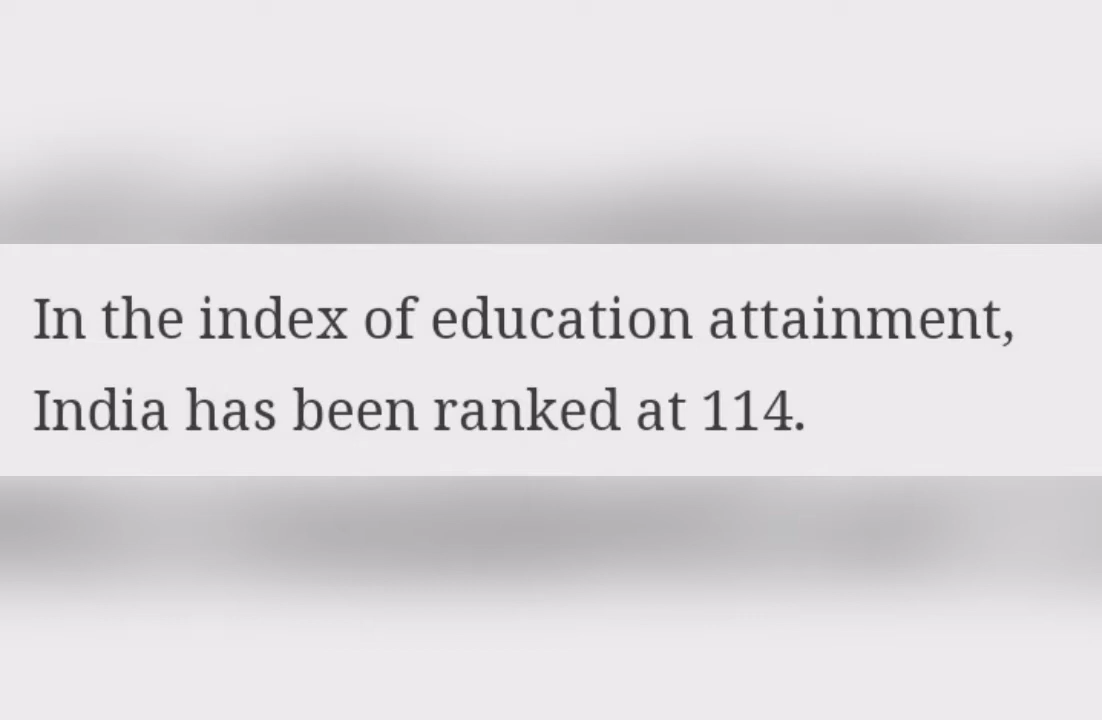 In the index of education attainment,
India has been ranked at 114.